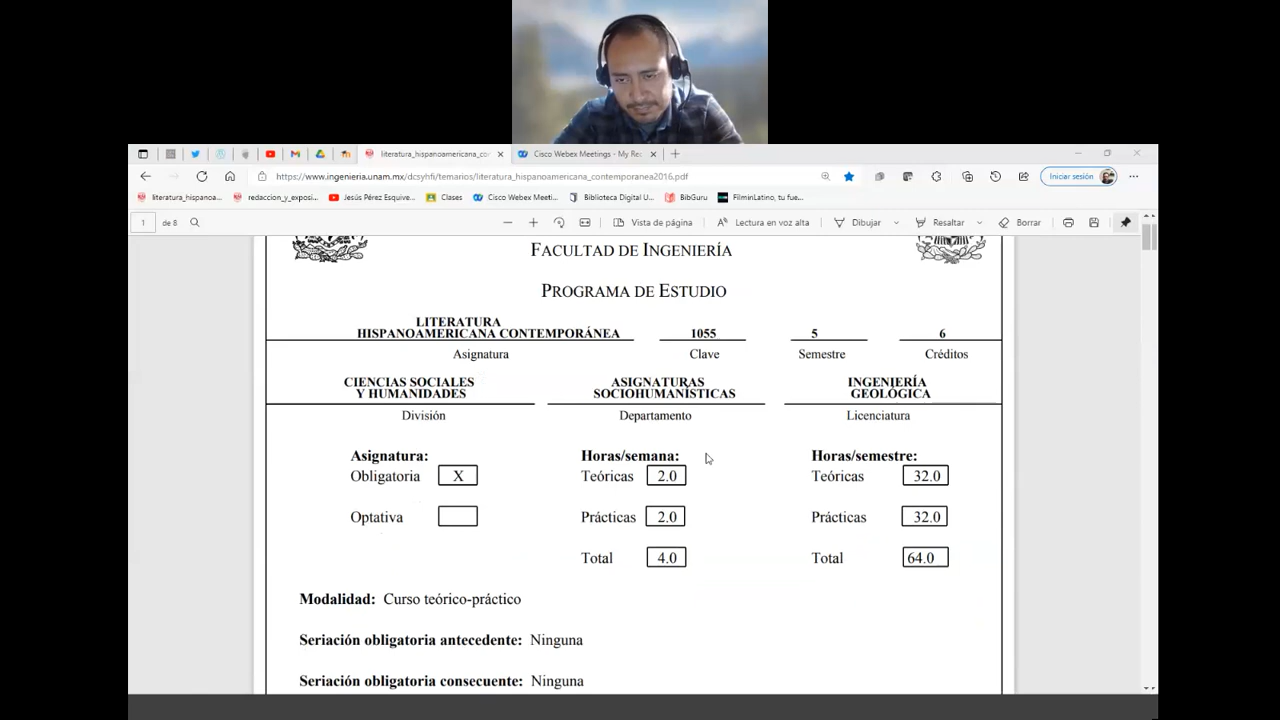 literatura_hispanoamericana_co
Cisco Webex Meetings - My Rec
https://www.ingenieria.unam.mx/dcsyhfi/temarios/literatura_hispanoamericana_contemporanea2016.pdf
Iniciar sesión
literatura_hispanoa...
redaccion_y_exposi...
Jesús Pérez Esquive...
Clases
Cisco Webex Meeti...
Biblioteca Digital U...
BibGuru
FilminLatino, tu fue...
1 de 8
Vista de página
Lectura en voz alta
Dibujar
Resaltar
Borrar
FACULTAD DE INGENIERÍA
PROGRAMA DE ESTUDIO
LITERATURA
HISPANOAMERICANA CONTEMPORÁNEA 1055 5 6
Asignatura Clave Semestre Créditos
CIENCIAS SOCIALES ASIGNATURAS INGENIERÍA
Y HUMANIDADES SOCIOHUMANÍSTICAS GEOLÓGICA
División Departamento Licenciatura
Asignatura: Horas/semana: Horas/semestre:
Obligatoria X Teóricas 2.0 Teóricas 32.0
Optativa Prácticas 2.0 Prácticas 32.0
Total 4.0 Total 64.0
Modalidad: Curso teórico-práctico
Seriación obligatoria antecedente: Ninguna
Seriación obligatoria consecuente: Ninguna